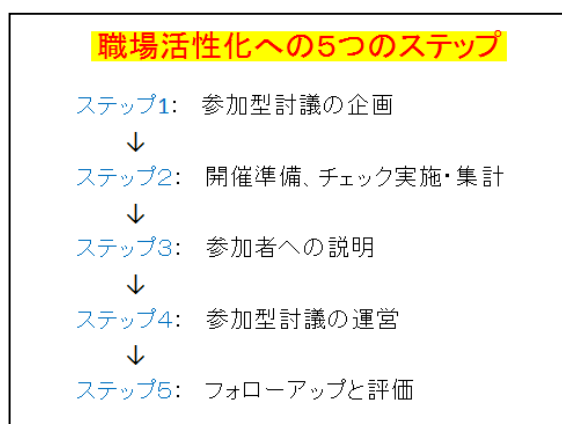 職場活性化への5つのステップ
ステップ1: 参加型討議の企画
↓
ステップ2: 開催準備、チェック実施・集計
↓
ステップ3: 参加者への説明
↓
ステップ4: 参加型討議の運営
↓
ステップ5: フォローアップと評価